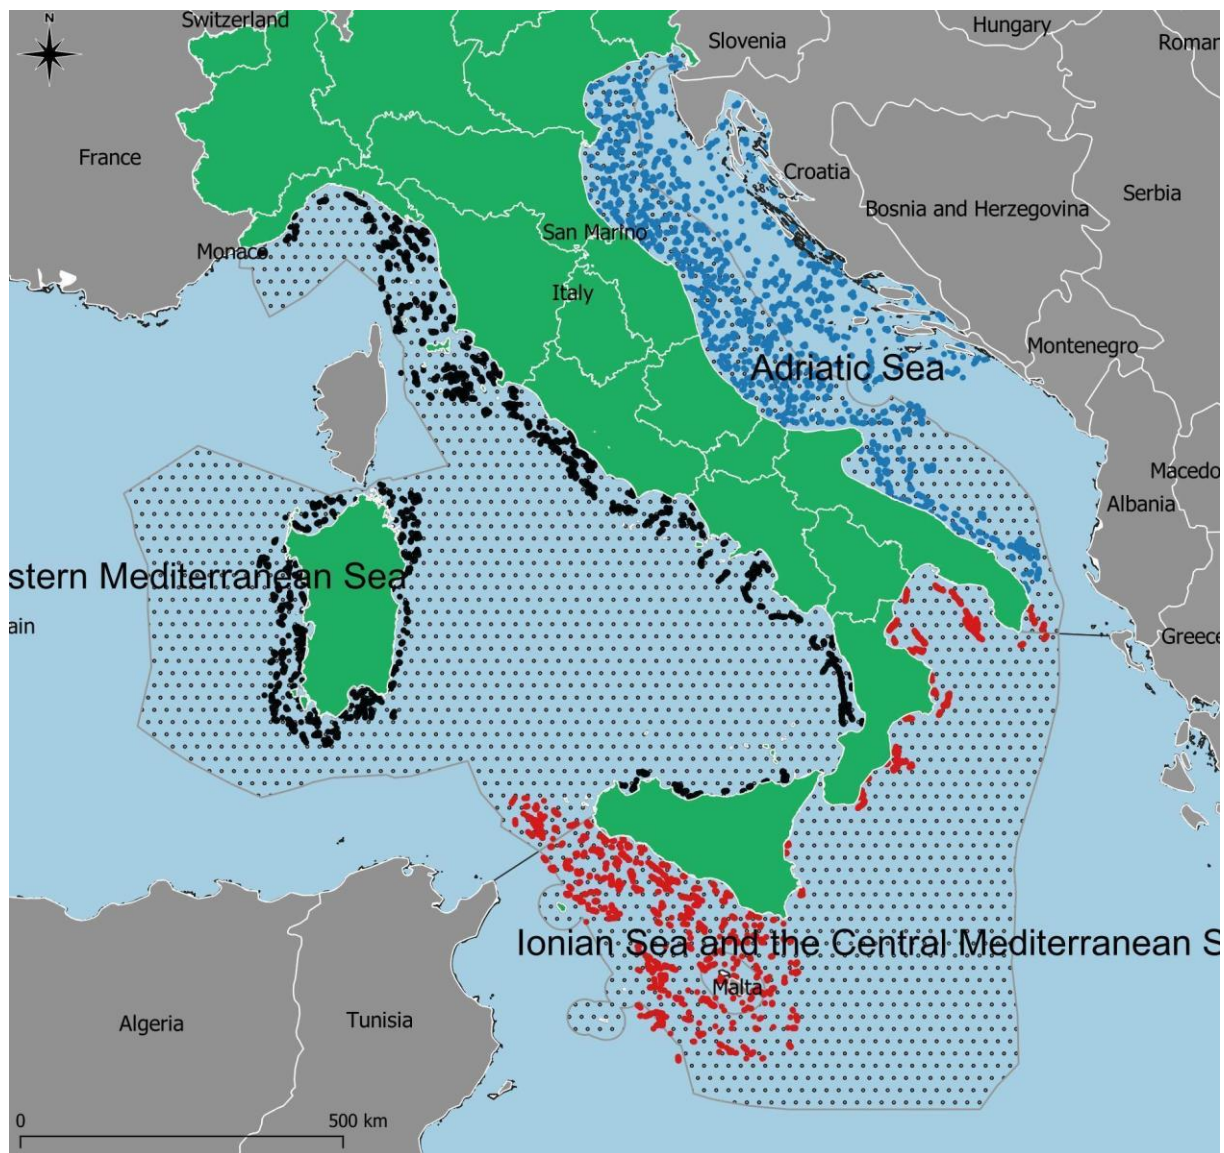 N
Switzerland
Hungary
Slovenia
Roman
France
Croatia
Serbia
Bosnia and Herzegovina
San Marino
Monaco
Italy
Montenegro
Adriatic Sea
Macedo
Albania
stern Mediterranean Sea
ain
Greece
Ionian Sea and the Central Mediterranean S
Malta
Algeria
Tunisia
0 500 km